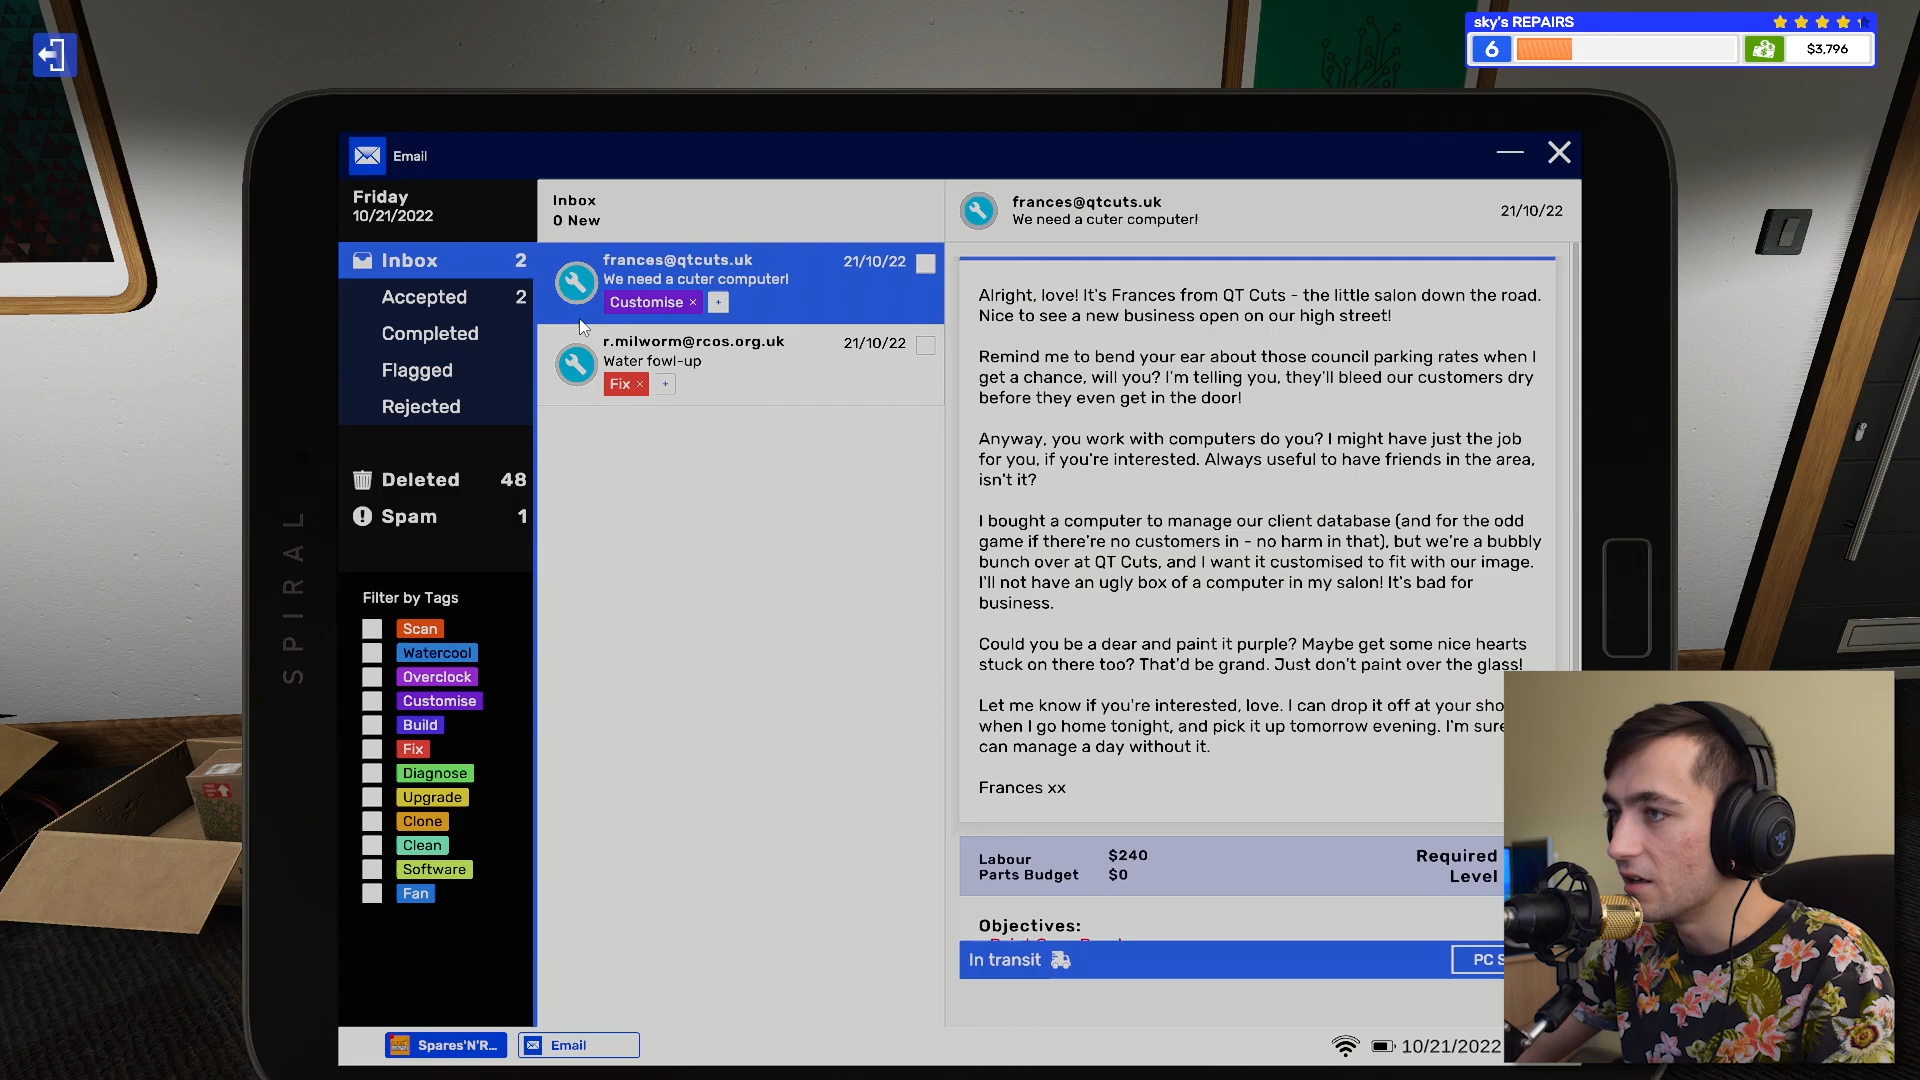 sky's REPAIRS
6
$3,796
Email
Friday
10/21/2022
Inbox 2
Accepted 2
Completed
Flagged
Rejected
Deleted 48
Spam 1
Filter by Tags
Scan
Watercool
Overclock
Customise
Build
Fix
Diagnose
Upgrade
Clone
Clean
Software
Fan
Inbox
0 New
frances@qtcuts.uk 21/10/22
We need a cuter computer!
Customise × +
r.milworm@rcos.org.uk 21/10/22
Water fowl-up
Fix × +
frances@qtcuts.uk
We need a cuter computer!
21/10/22
Alright, love! It's Frances from QT Cuts - the little salon down the road.
Nice to see a new business open on our high street!
Remind me to bend your ear about those council parking rates when I
get a chance, will you? I'm telling you, they'll bleed our customers dry
before they even get in the door!
Anyway, you work with computers do you? I might have just the job
for you, if you're interested. Always useful to have friends in the area,
isn't it?
I bought a computer to manage our client database (and for the odd
game if there're no customers in - no harm in that), but we're a bubbly
bunch over at QT Cuts, and I want it customised to fit with our image.
I'll not have an ugly box of a computer in my salon! It's bad for
business.
Could you be a dear and paint it purple? Maybe get some nice hearts
stuck on there too? That'd be grand. Just don't paint over the glass!
Let me know if you're interested, love. I can drop it off at your sho
when I go home tonight, and pick it up tomorrow evening. I'm sure
can manage a day without it.
Frances xx
Labour $240
Parts Budget $0
Required
Level
Objectives:
In transit
PC S
SPIRAL
Spares'N'R...
Email
10/21/2022